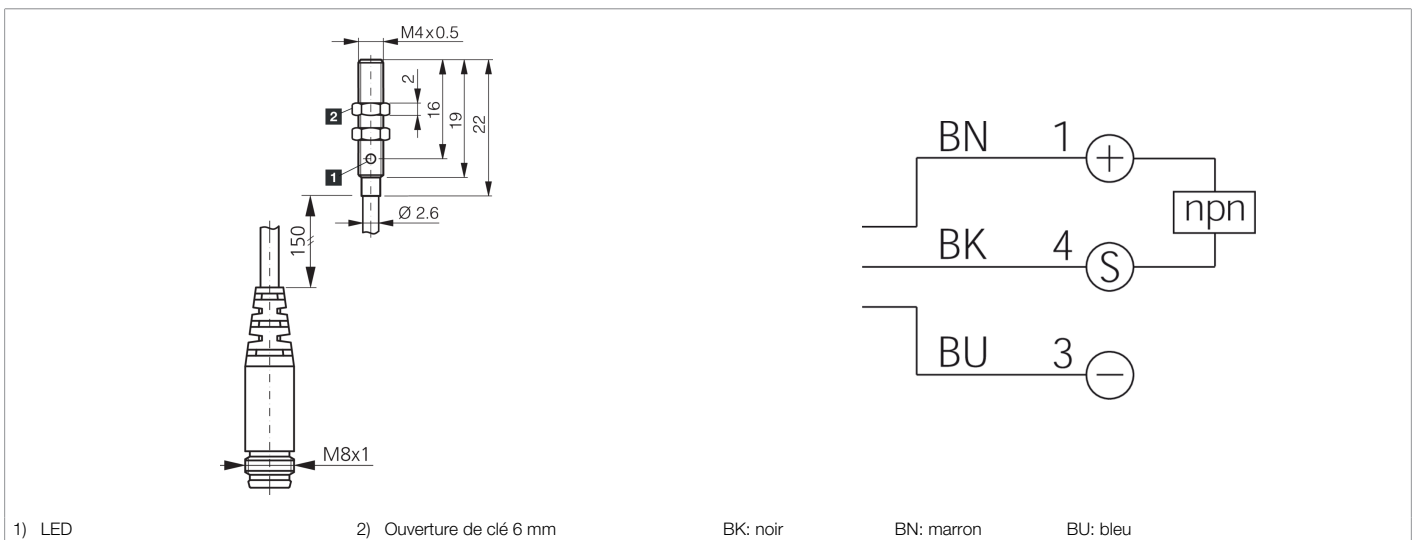 M4x0.5
2
16
19
22
2
1
Ø 2.6
150
M8x1
BN 1 +
npn
BK 4 S
BU 3 −
1) LED 2) Ouverture de clé 6 mm BK: noir BN: marron BU: bleu